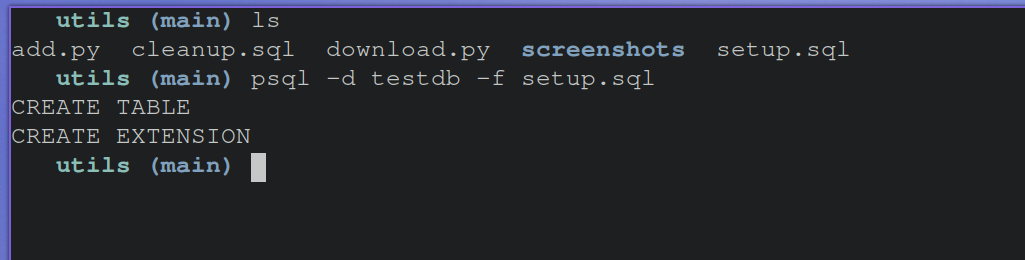 utils (main) ls
add.py cleanup.sql download.py screenshots setup.sql
utils (main) psql -d testdb -f setup.sql
CREATE TABLE
CREATE EXTENSION
utils (main)